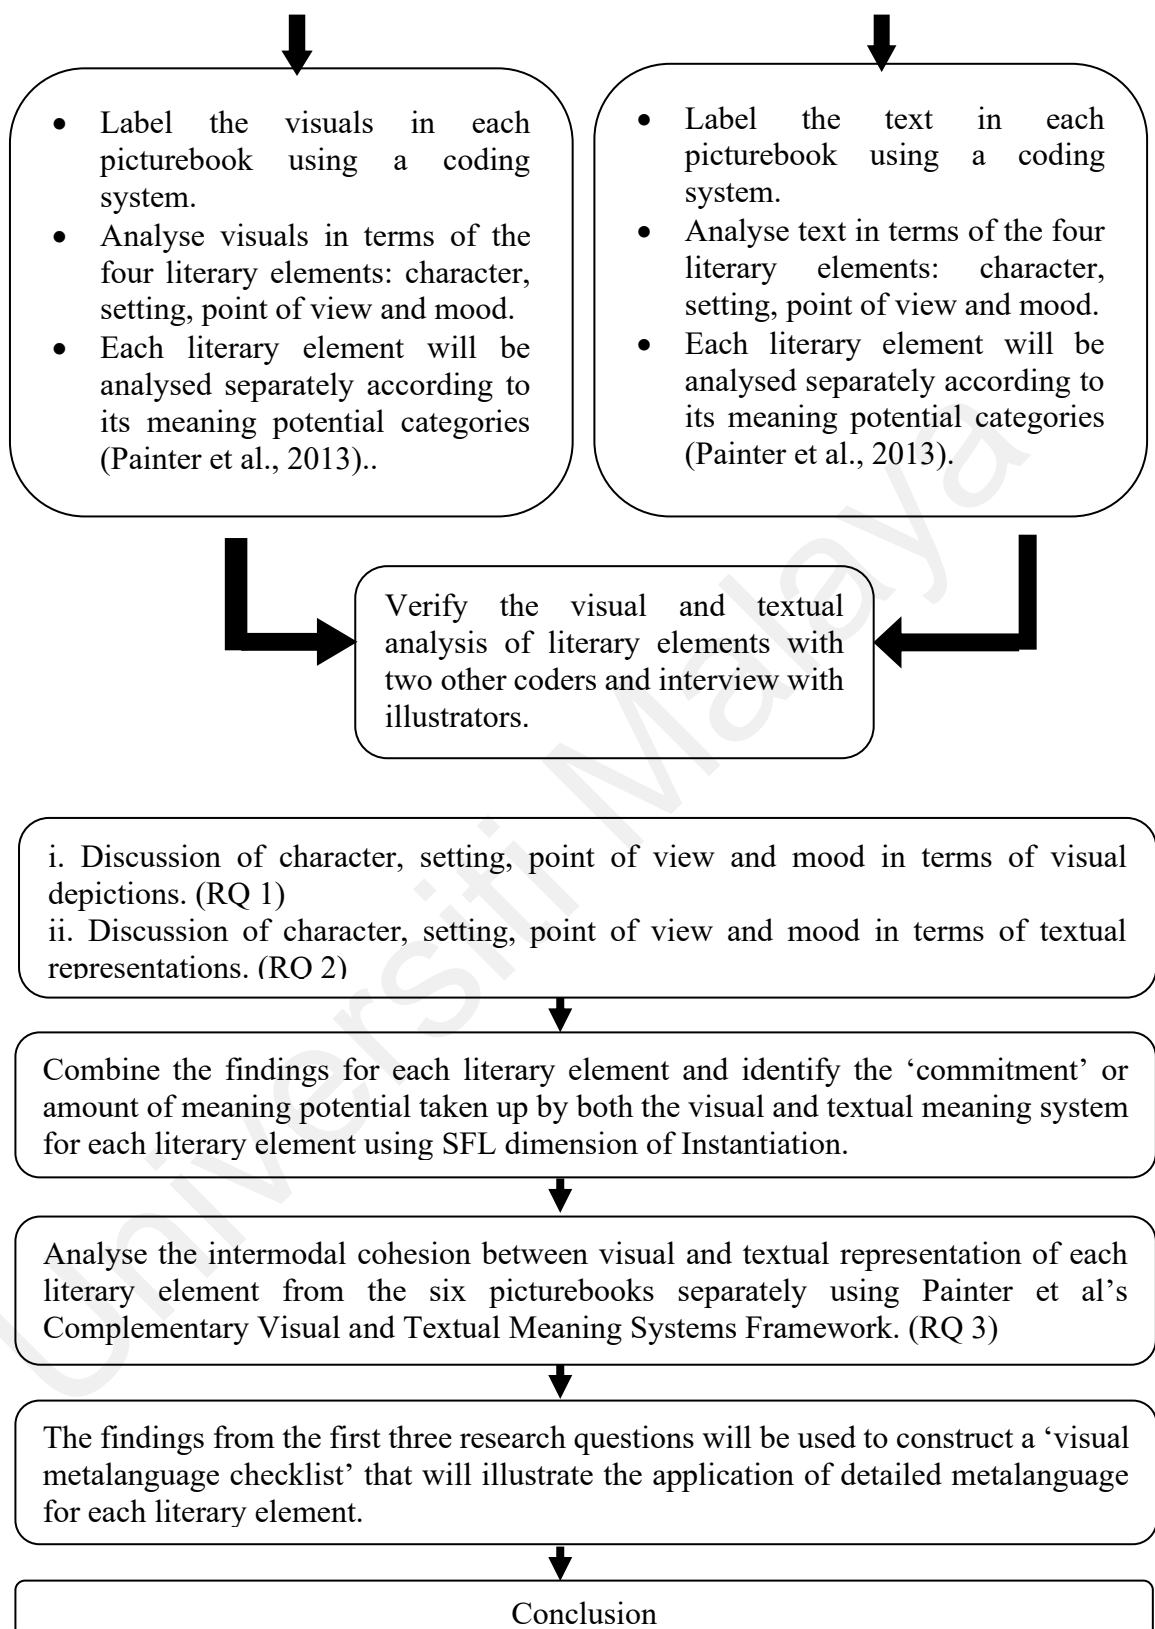 • Label the visuals in each
picturebook using a coding
system.
• Analyse visuals in terms of the
four literary elements: character,
setting, point of view and mood.
• Each literary element will be
analysed separately according to
its meaning potential categories
(Painter et al., 2013)..
• Label the text in each
picturebook using a coding
system.
• Analyse text in terms of the four
literary elements: character,
setting, point of view and mood.
• Each literary element will be
analysed separately according to
its meaning potential categories
(Painter et al., 2013).
Verify the visual and textual
analysis of literary elements with
two other coders and interview with
illustrators.
i. Discussion of character, setting, point of view and mood in terms of visual
depictions. (RQ 1)
ii. Discussion of character, setting, point of view and mood in terms of textual
representations. (RQ 2)
Combine the findings for each literary element and identify the ‘commitment’ or
amount of meaning potential taken up by both the visual and textual meaning system
for each literary element using SFL dimension of Instantiation.
Analyse the intermodal cohesion between visual and textual representation of each
literary element from the six picturebooks separately using Painter et al’s
Complementary Visual and Textual Meaning Systems Framework. (RQ 3)
The findings from the first three research questions will be used to construct a ‘visual
metalanguage checklist’ that will illustrate the application of detailed metalanguage
for each literary element.
Conclusion
Universiti Malaya